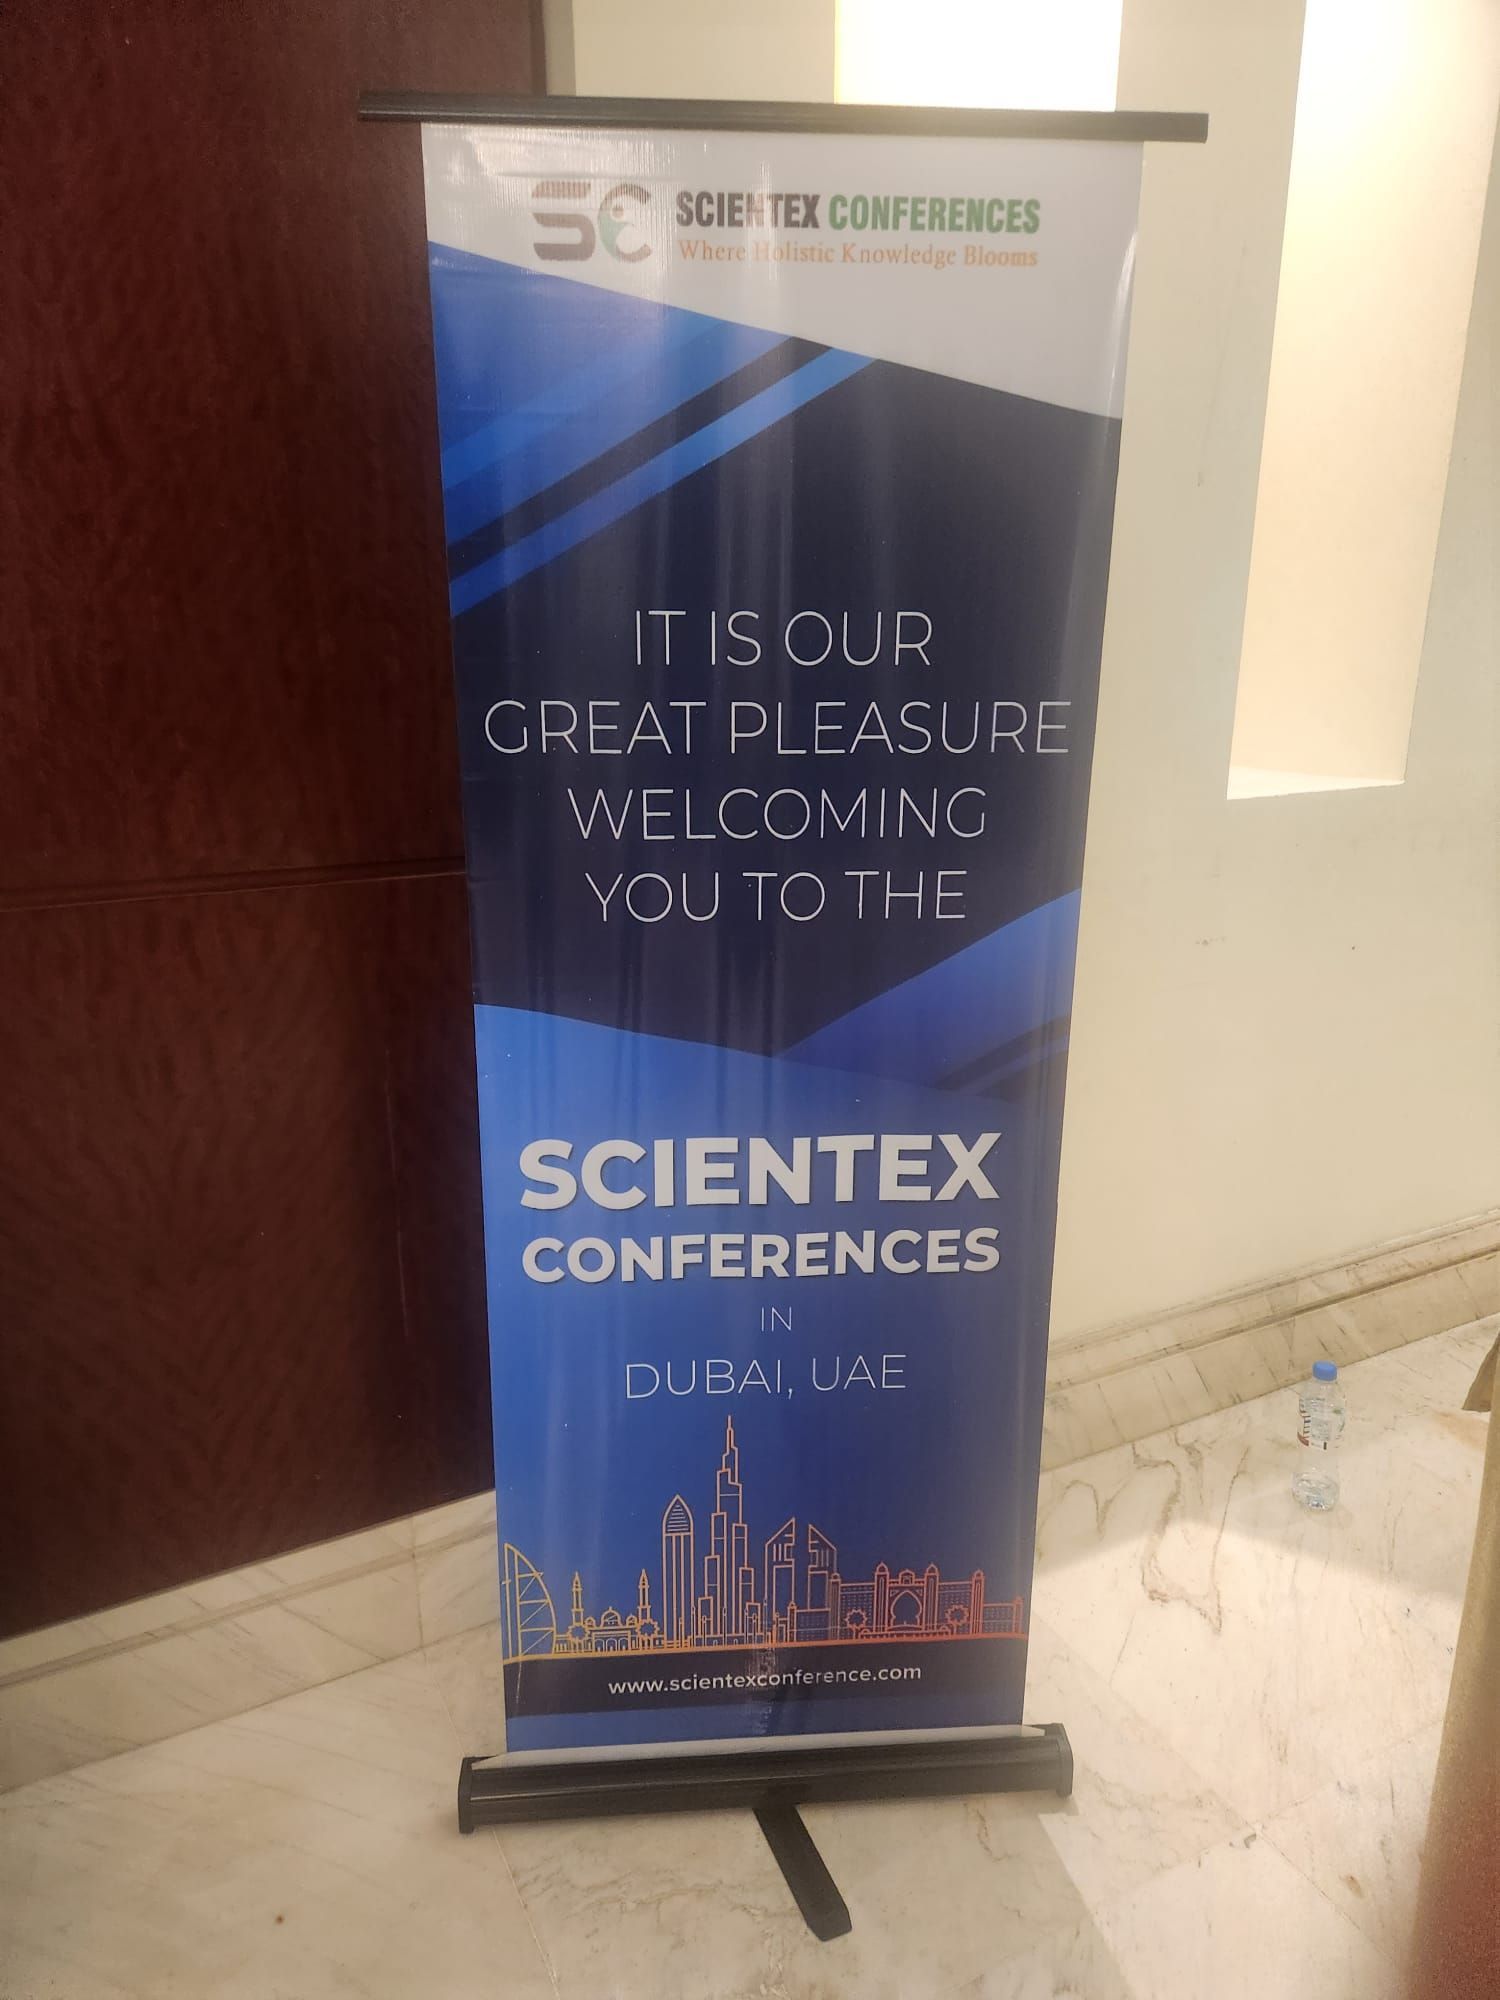 SC SCIENTEX CONFERENCES
Where Holistic Knowledge Blooms
IT IS OUR
GREAT PLEASURE
WELCOMING
YOU TO THE
SCIENTEX
CONFERENCES
IN
DUBAI, UAE
www.scientexconference.com